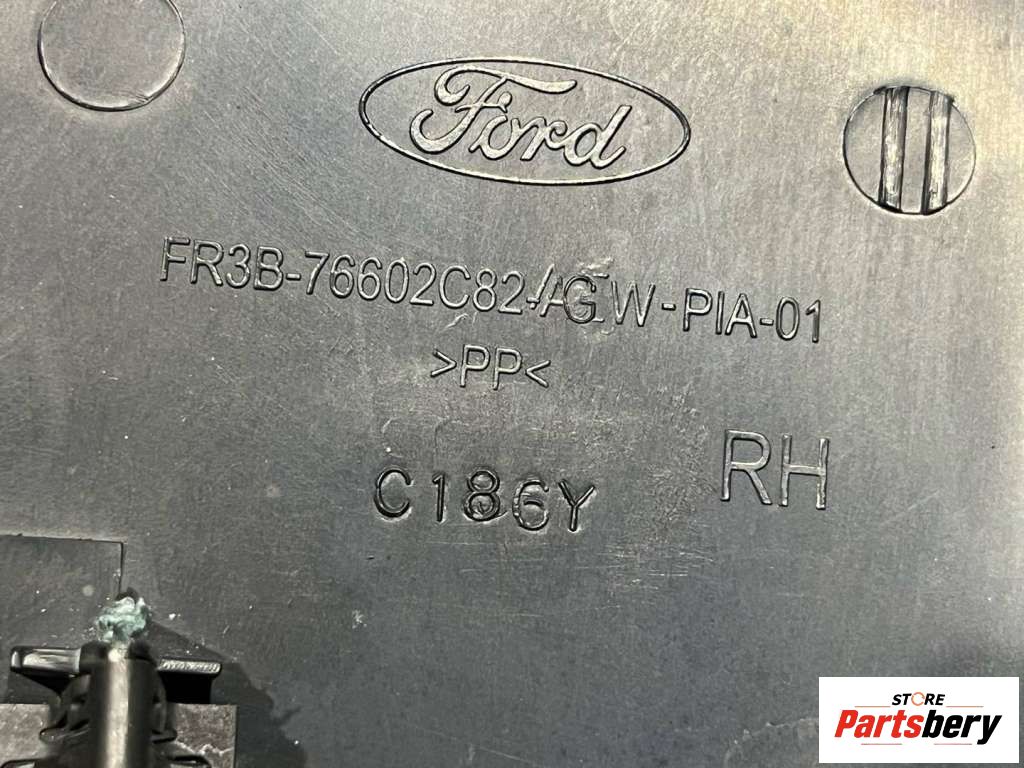 Ford
FR3B-76602C82-AGW-PIA-01
>PP<
C186Y
RH
STORE
Partsbery